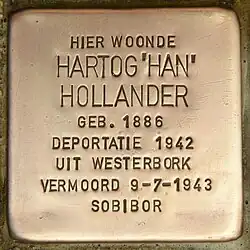 HIER WOONDE
HARTOG "HAN"
HOLLANDER
GEB. 1886
DEPORTATIE 1942
UIT WESTERBORK
VERMOORD 9-7-1943
SOBIBOR